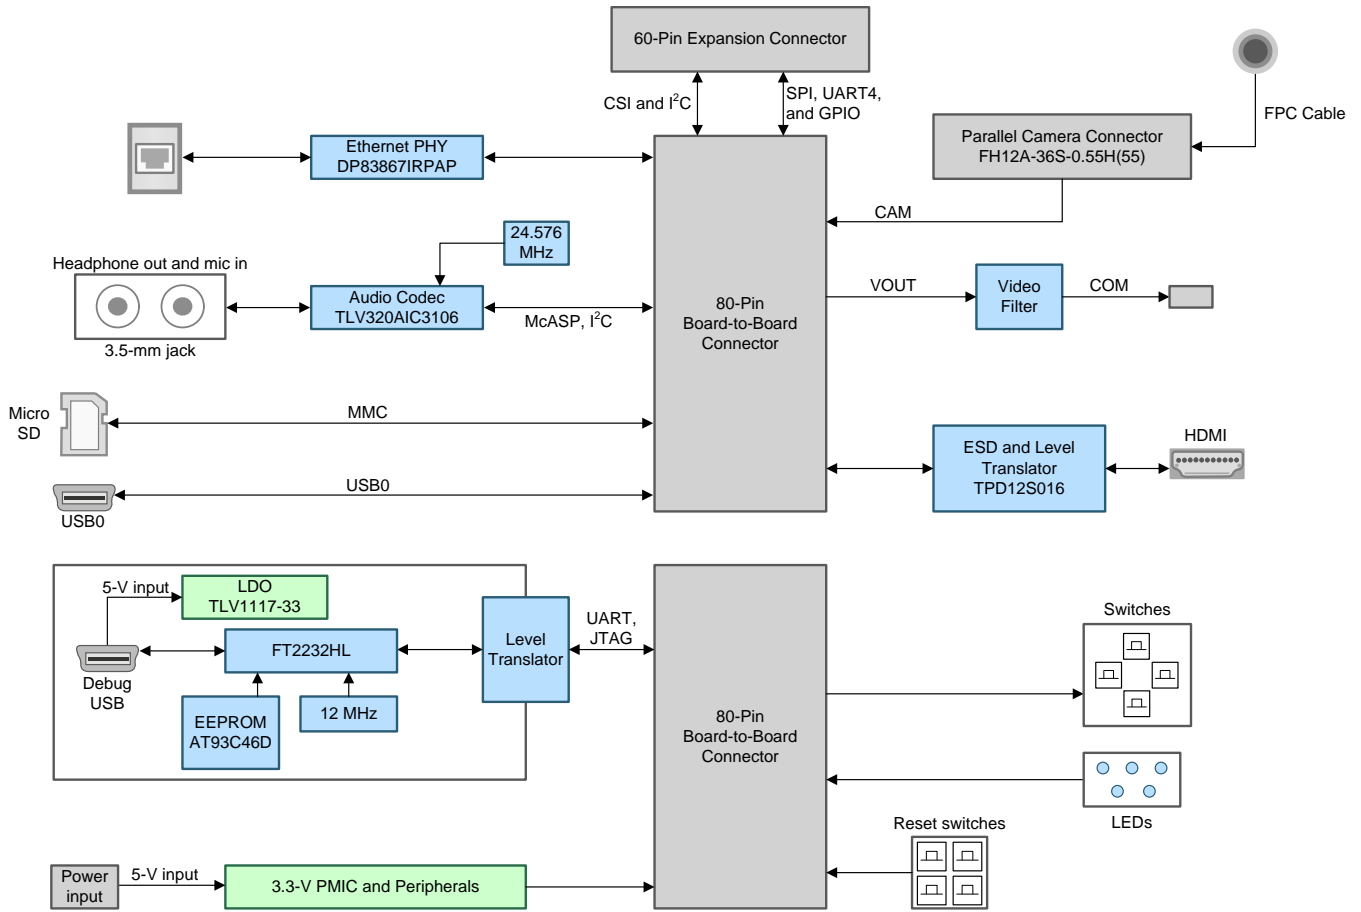 60-Pin Expansion Connector
CSI and I2C
SPI, UART4,
and GPIO
FPC Cable
Parallel Camera Connector
FH12A-36S-0.55H(55)
Ethernet PHY
DP83867IRPAP
CAM
24.576
MHz
Headphone out and mic in
Audio Codec
TLV320AIC3106
McASP, I2C
3.5-mm jack
80-Pin
Board-to-Board
Connector
VOUT
Video
Filter
COM
Micro
SD
MMC
ESD and Level
Translator
TPD12S016
HDMI
USB0
USB0
5-V input
LDO
TLV1117-33
FT2232HL
Debug
USB
EEPROM
AT93C46D
12 MHz
Level
Translator
UART,
JTAG
80-Pin
Board-to-Board
Connector
Switches
LEDs
Reset switches
Power
input
5-V input
3.3-V PMIC and Peripherals